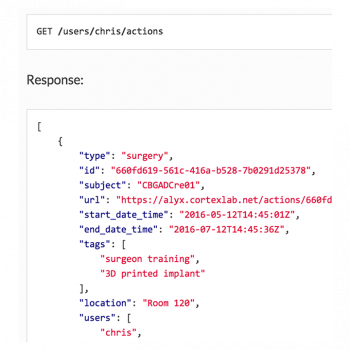 GET /users/chris/actions
Response:
[
{
"type": "surgery",
"id": "660fd619-561c-416a-b528-7b0291d25378",
"subject": "CBGADCre01",
"url": "https://alyx.cortexlab.net/actions/660fd
"start_date_time": "2016-05-12T14:45:01Z",
"end_date_time": "2016-07-12T14:45:36Z",
"tags": [
"surgeon training",
"3D printed implant"
],
"location": "Room 120",
"users": [
"chris",